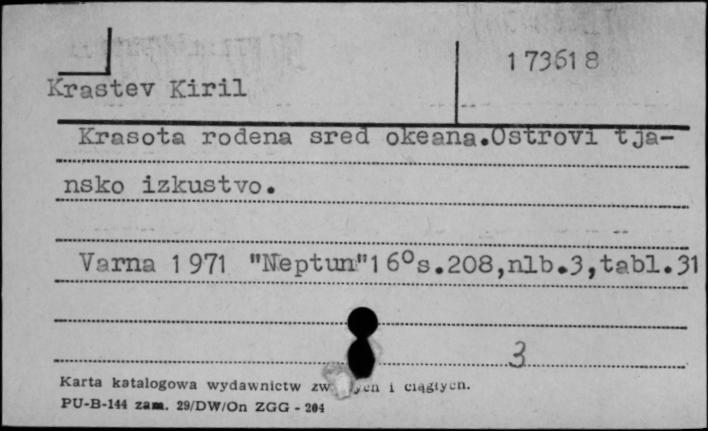 173618
Krastev Kiril
Krasota rodena sred okeana.Ostrovi tja-
nsko izkustvo.
Varna 1971 "Neptun"16°s.208,nlb.3,tabl.31
3
Karta katalogowa wydawnictw i ciągłych.
PU-B-144 zam. 29/DW/On ZGG - 204